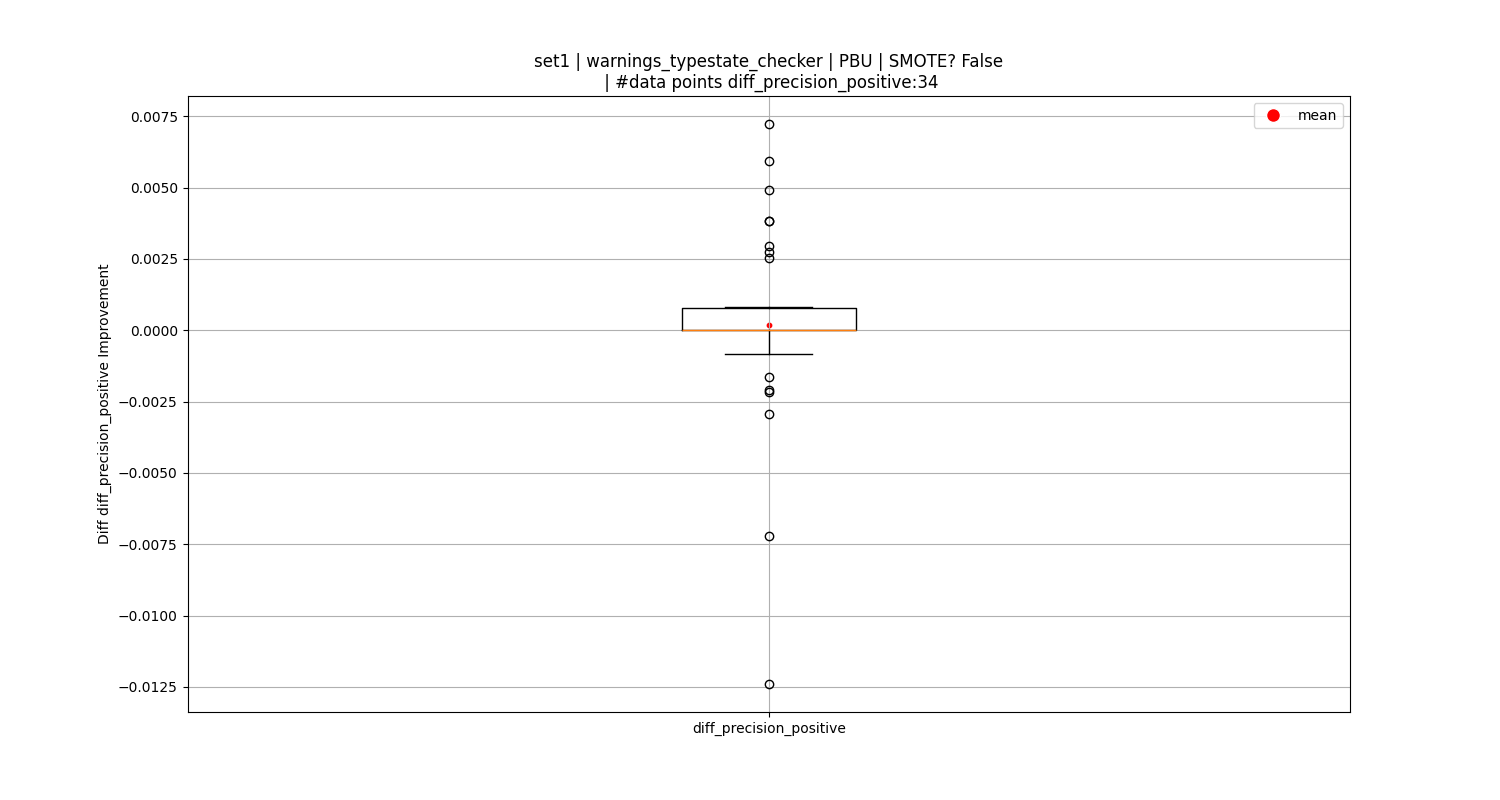 set1 | warnings_typestate_checker | PBU | SMOTE? False
| #data points diff_precision_positive:34
mean
0.0075
0.0050
0.0025
0.0000
−0.0025
−0.0050
−0.0075
−0.0100
−0.0125
Diff diff_precision_positive Improvement
diff_precision_positive